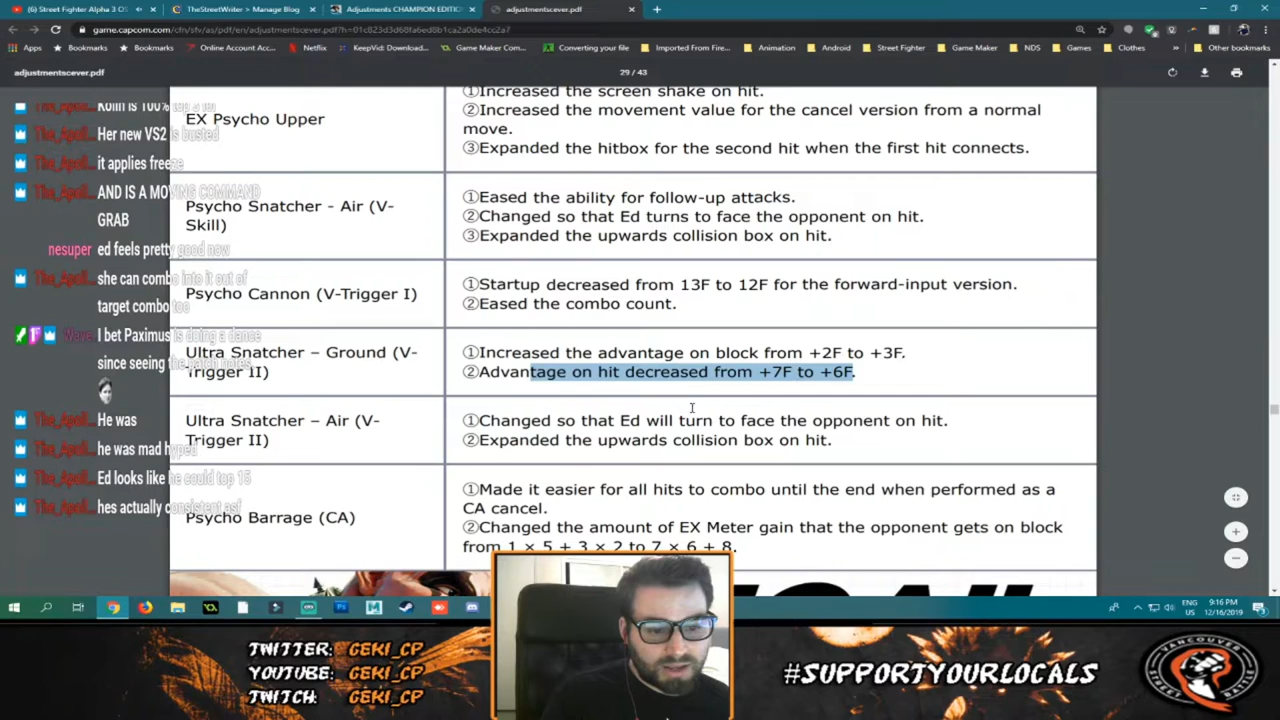 (6) Street Fighter Alpha 3 OS
TheStreetWriter > Manage Blog
Adjustments CHAMPION EDITIO
adjustmentscever.pdf
game.capcom.com/cfn/sfv/as/pdf/en/adjustmentscever.pdf?h=01c823d3d68fa6ed8b1ca2a0de4cc2a7
Apps
Bookmarks
Bookmarks
Online Account Acc...
Netflix
KeepVid: Download...
Game Maker Com...
Converting your file
Imported From Fire...
Animation
Android
Street Fighter
Game Maker
NDS
Games
Clothes
Other bookmarks
adjustmentscever.pdf
29 / 43
The_Apoll...
Her new VS2 is busted
The_Apoll... it applies freeze
The_Apoll... AND IS A MOVING COMMAND
GRAB
nesuper ed feels pretty good now
The_Apoll... she can combo into it out of
target combo too
Wave I bet Paximus is doing a dance
since seeing the patch notes
The_Apoll... He was
The_Apoll... he was mad hyped
The_Apoll... Ed looks like he could top 15
The_Apoll... hes actually consistent asf
EX Psycho Upper
①Increased the screen shake on hit.
②Increased the movement value for the cancel version from a normal
move.
③Expanded the hitbox for the second hit when the first hit connects.
Psycho Snatcher - Air (V-
Skill)
①Eased the ability for follow-up attacks.
②Changed so that Ed turns to face the opponent on hit.
③Expanded the upwards collision box on hit.
Psycho Cannon (V-Trigger I)
①Startup decreased from 13F to 12F for the forward-input version.
②Eased the combo count.
Ultra Snatcher – Ground (V-
Trigger II)
①Increased the advantage on block from +2F to +3F.
②Advantage on hit decreased from +7F to +6F.
Ultra Snatcher – Air (V-
Trigger II)
①Changed so that Ed will turn to face the opponent on hit.
②Expanded the upwards collision box on hit.
Psycho Barrage (CA)
①Made it easier for all hits to combo until the end when performed as a
CA cancel.
②Changed the amount of EX Meter gain that the opponent gets on block
from 1 × 5 + 3 × 2 to 7 × 6 + 8.
ENG
US
9:16 PM
12/16/2019
TWITTER: GEKI_CP
YOUTUBE: GEKI_CP
TWITCH: GEKI_CP
#SUPPORTYOURLOCALS
VANCOUVER
STREET BATTLE